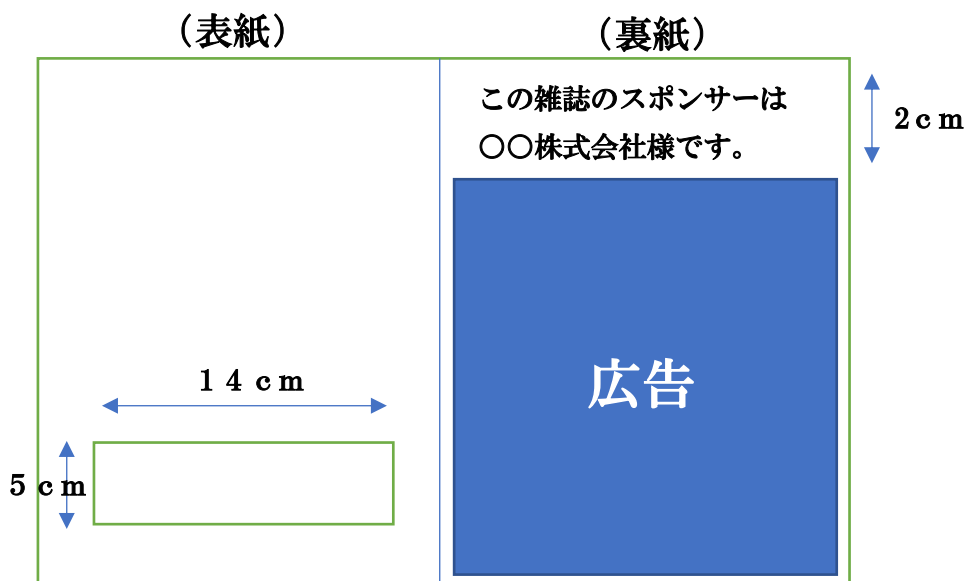 （表紙）
（裏紙）
この雑誌のスポンサーは
〇〇株式会社様です。
2ｃｍ
広告
１４ｃｍ
５ｃｍ